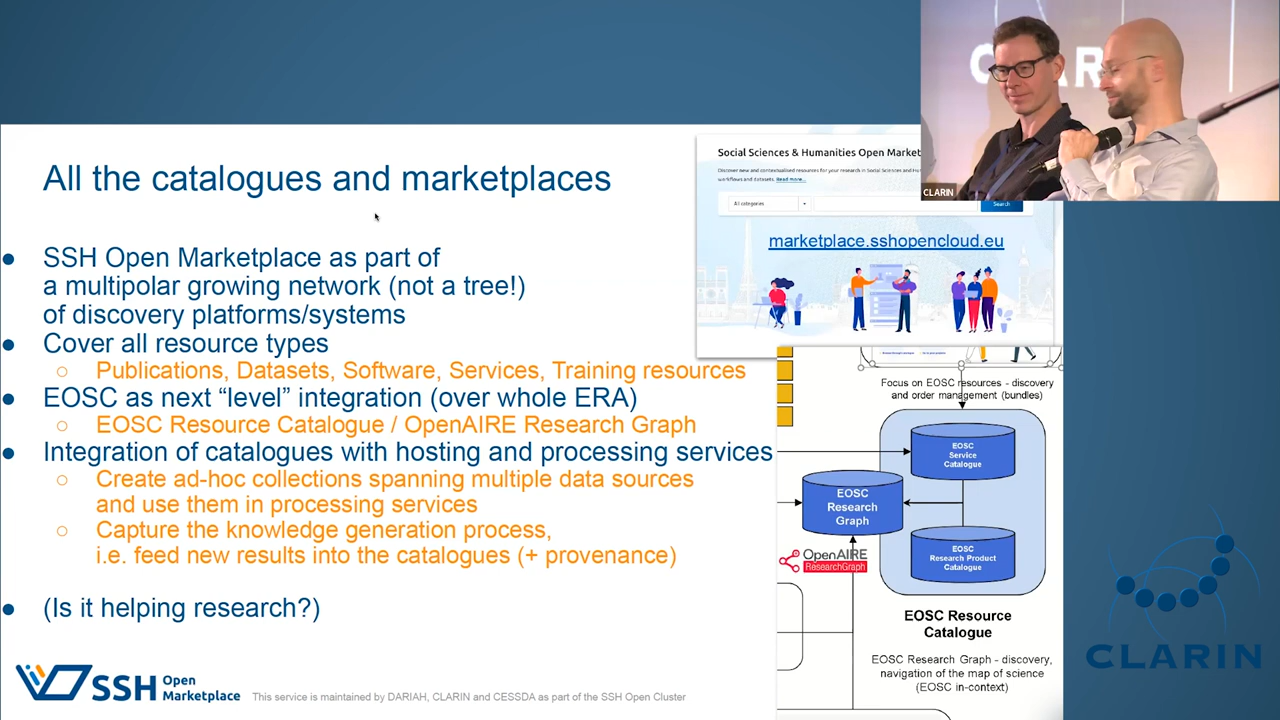 All the catalogues and marketplaces
SSH Open Marketplace as part of
a multipolar growing network (not a tree!)
of discovery platforms/systems
Cover all resource types
Publications, Datasets, Software, Services, Training resources
EOSC as next “level” integration (over whole ERA)
EOSC Resource Catalogue / OpenAIRE Research Graph
Integration of catalogues with hosting and processing services
Create ad-hoc collections spanning multiple data sources
and use them in processing services
Capture the knowledge generation process,
i.e. feed new results into the catalogues (+ provenance)
(Is it helping research?)
SSH Open
Marketplace
This service is maintained by DARIAH, CLARIN and CESSDA as part of the SSH Open Cluster
Social Sciences & Humanities Open Market
Discover new and contextualised resources for your research in Social Sciences and Hu
workflows and datasets. Read more...
All categories
Search
marketplace.sshopencloud.eu
Focus on EOSC resources - discovery
and order management (bundles)
EOSC
Service
Catalogue
EOSC
Research
Graph
EOSC
Research Product
Catalogue
OpenAIRE
ResearchGraph
EOSC Resource
Catalogue
EOSC Research Graph - discovery,
navigation of the map of science
(EOSC in-context)
CLAR
CLARIN
CLARIN